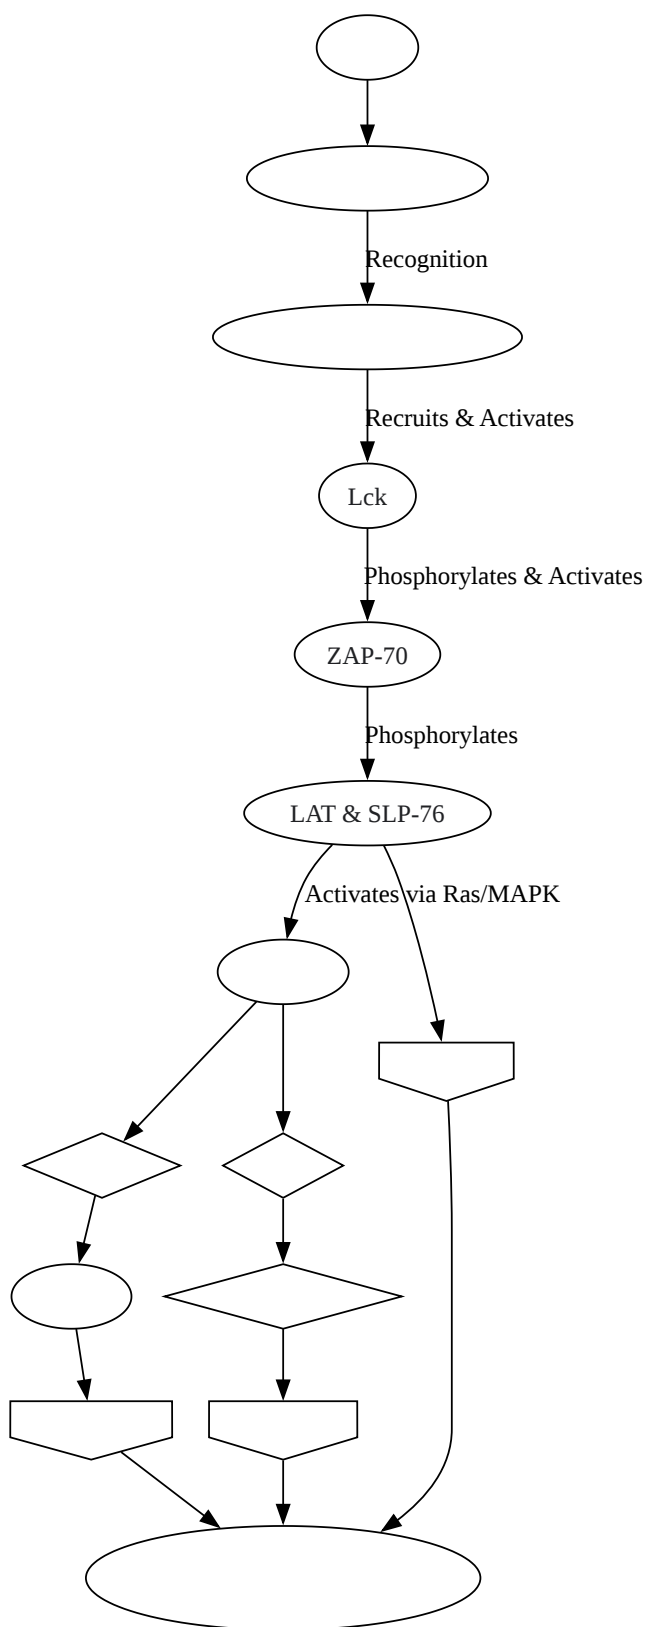 Recognition
Recruits & Activates
Lck
Phosphorylates & Activates
ZAP-70
Phosphorylates
LAT & SLP-76
Activates via Ras/MAPK